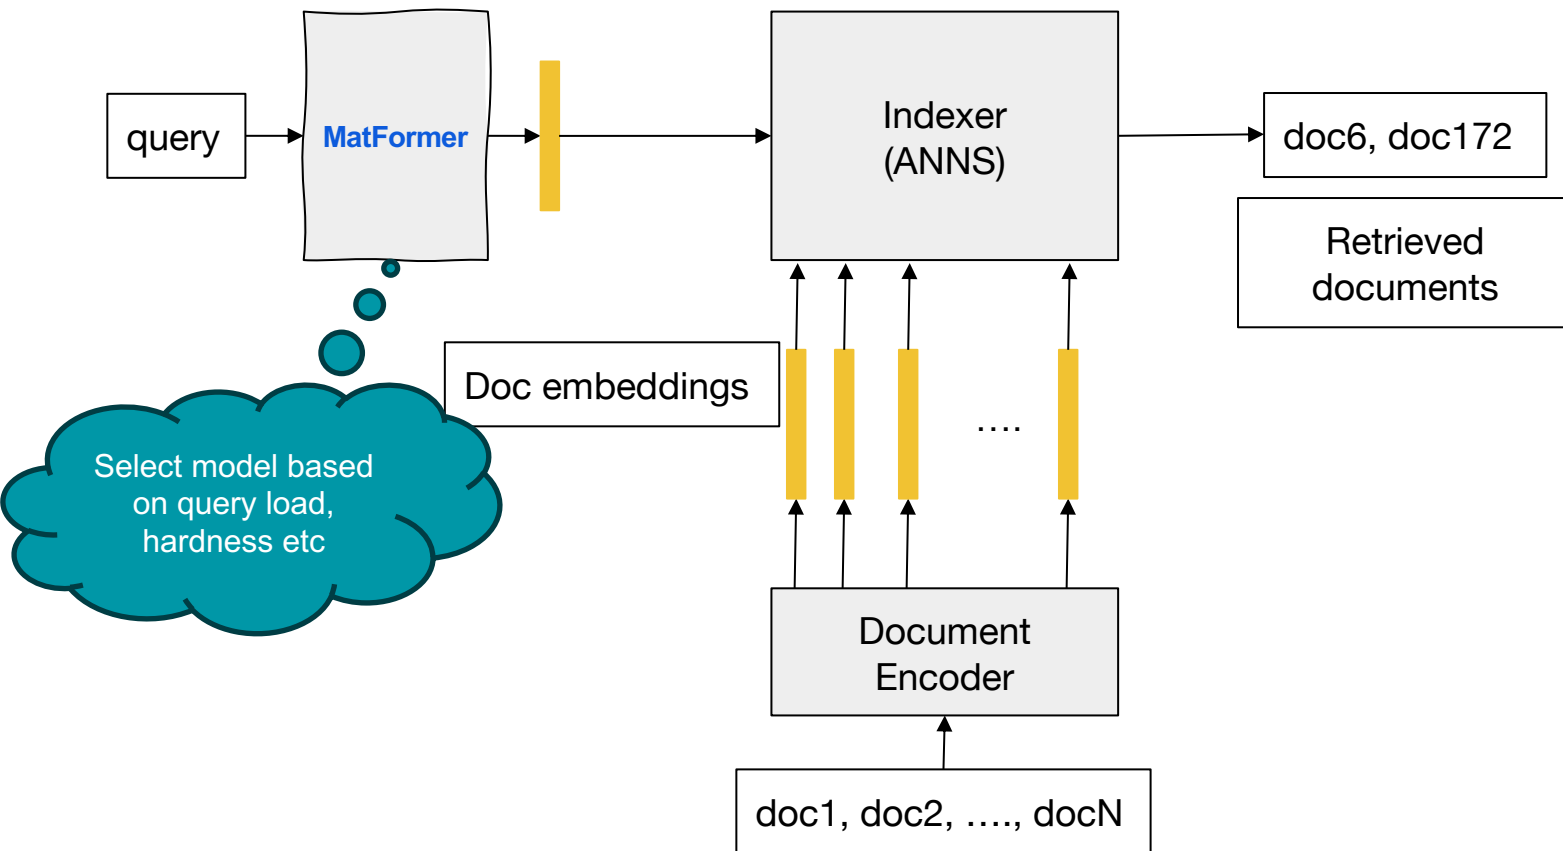 query
MatFormer
Indexer
(ANNS)
doc6, doc172
Retrieved
documents
Doc embeddings
....
Select model based
on query load,
hardness etc
Document
Encoder
doc1, doc2, ...., docN